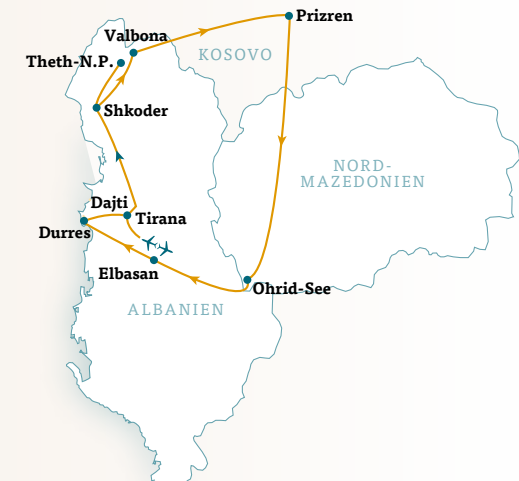 Prizren
Valbona
KOSOVO
Theth-N.P.
Shkoder
NORD-
MAZEDONIEN
Dajti
Tirana
Durres
Elbasan
Ohrid-See
ALBANIEN